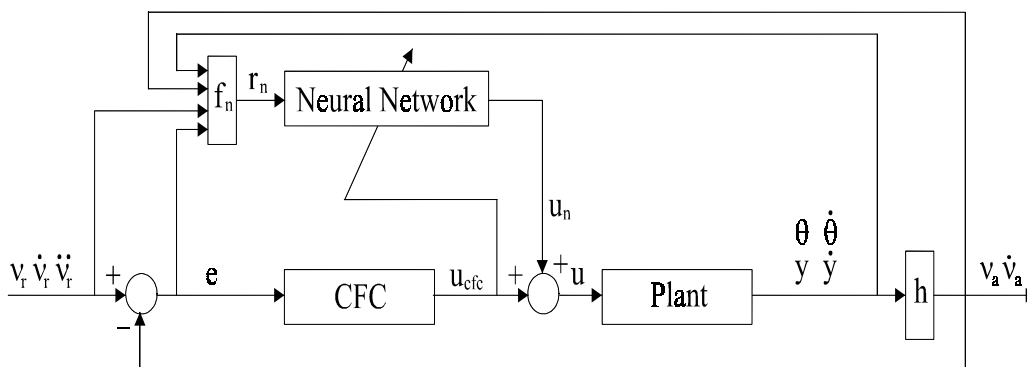 f_n
r_n
Neural Network
u_n
θ θ̇
y ẏ
ν_r ν̇_r ν̈_r
+
−
e
CFC
u_cfc
+
+
u
Plant
h
ν_a ν̇_a